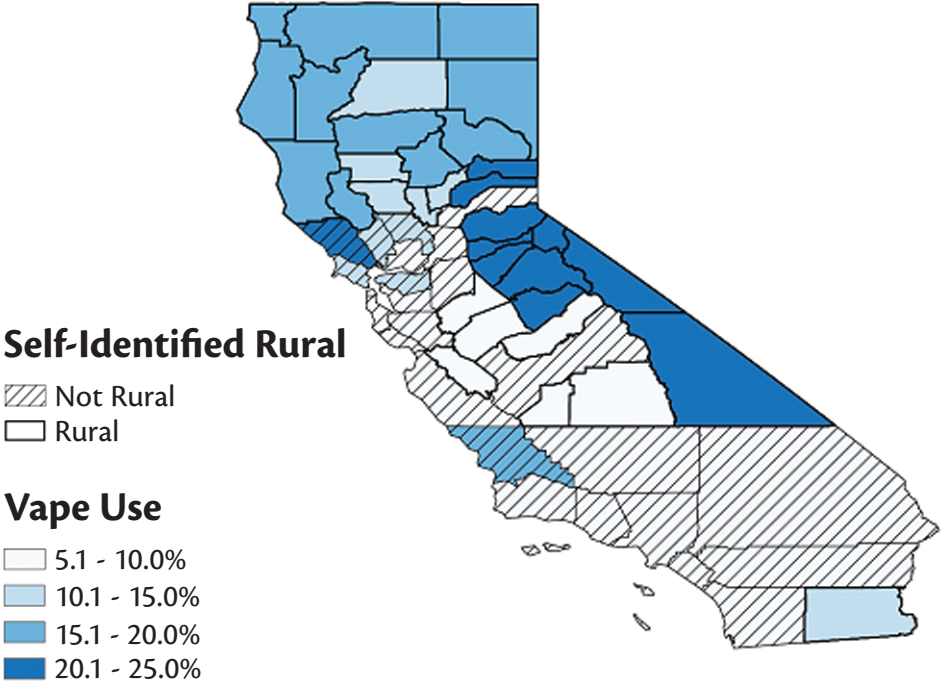 Self-Identified Rural
Not Rural
Rural
Vape Use
5.1 - 10.0%
10.1 - 15.0%
15.1 - 20.0%
20.1 - 25.0%